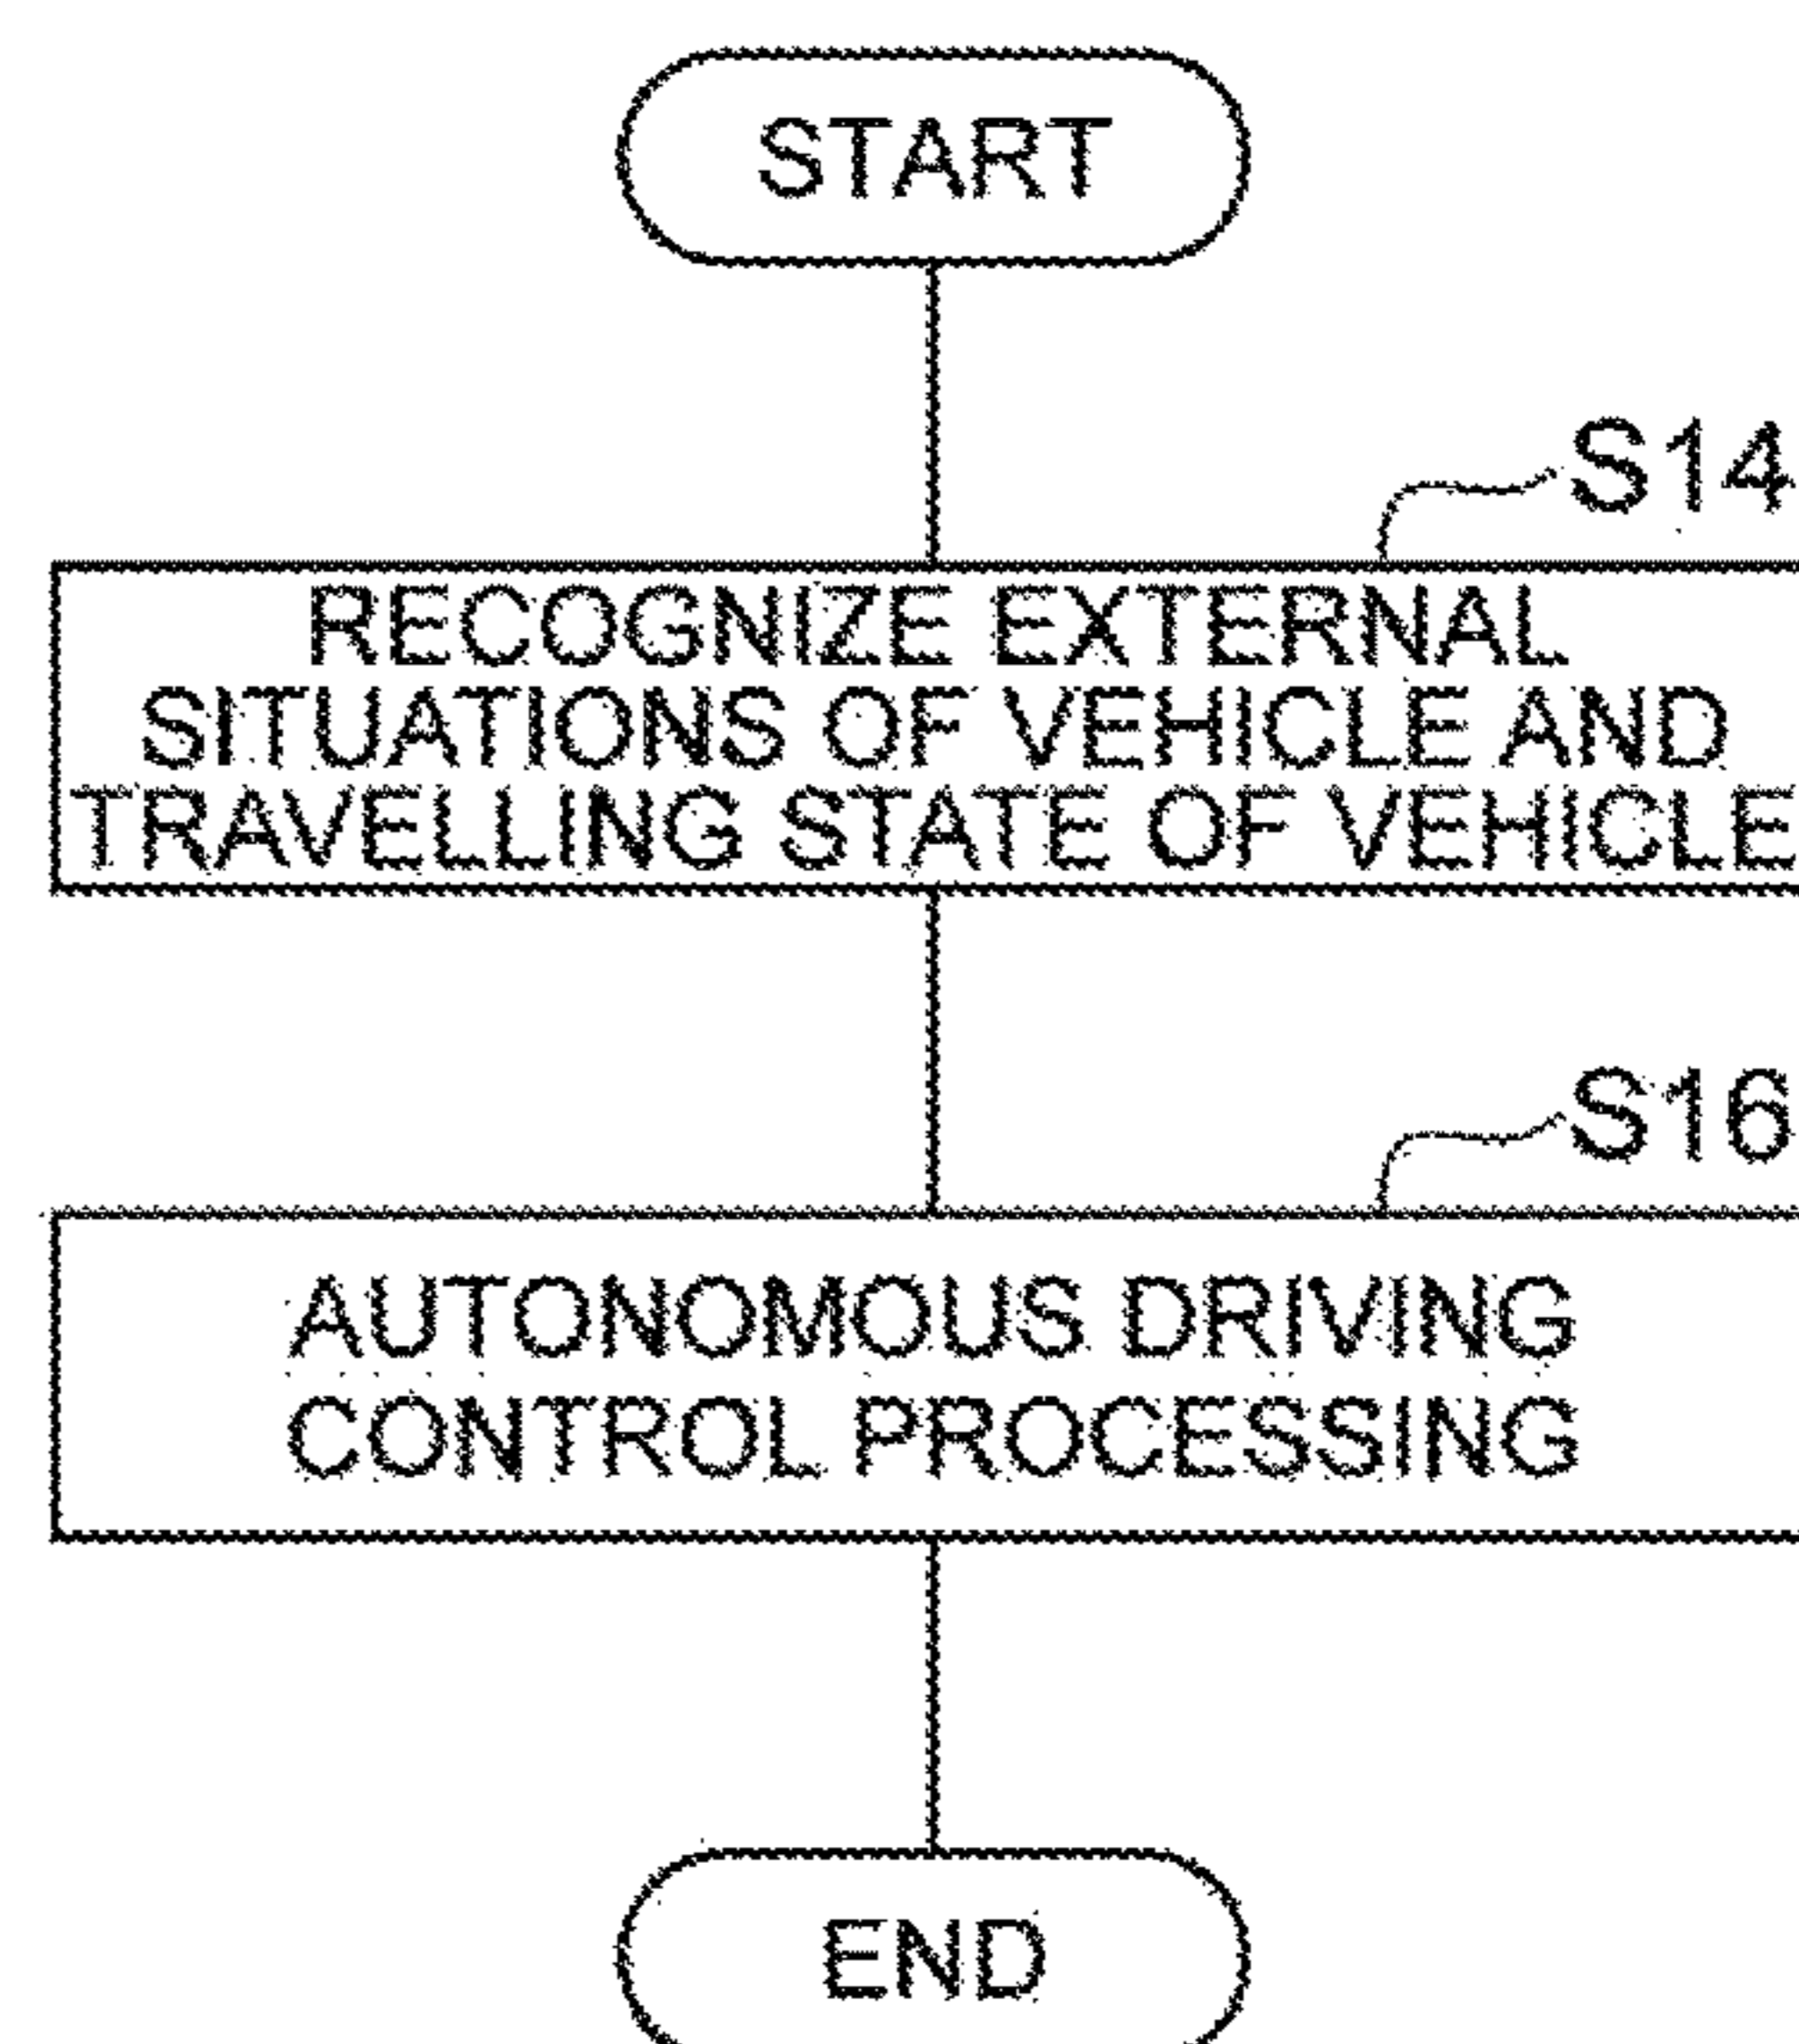 START
S14
RECOGNIZE EXTERNAL
SITUATIONS OF VEHICLE AND
TRAVELLING STATE OF VEHICLE
S16
AUTONOMOUS DRIVING
CONTROL PROCESSING
END